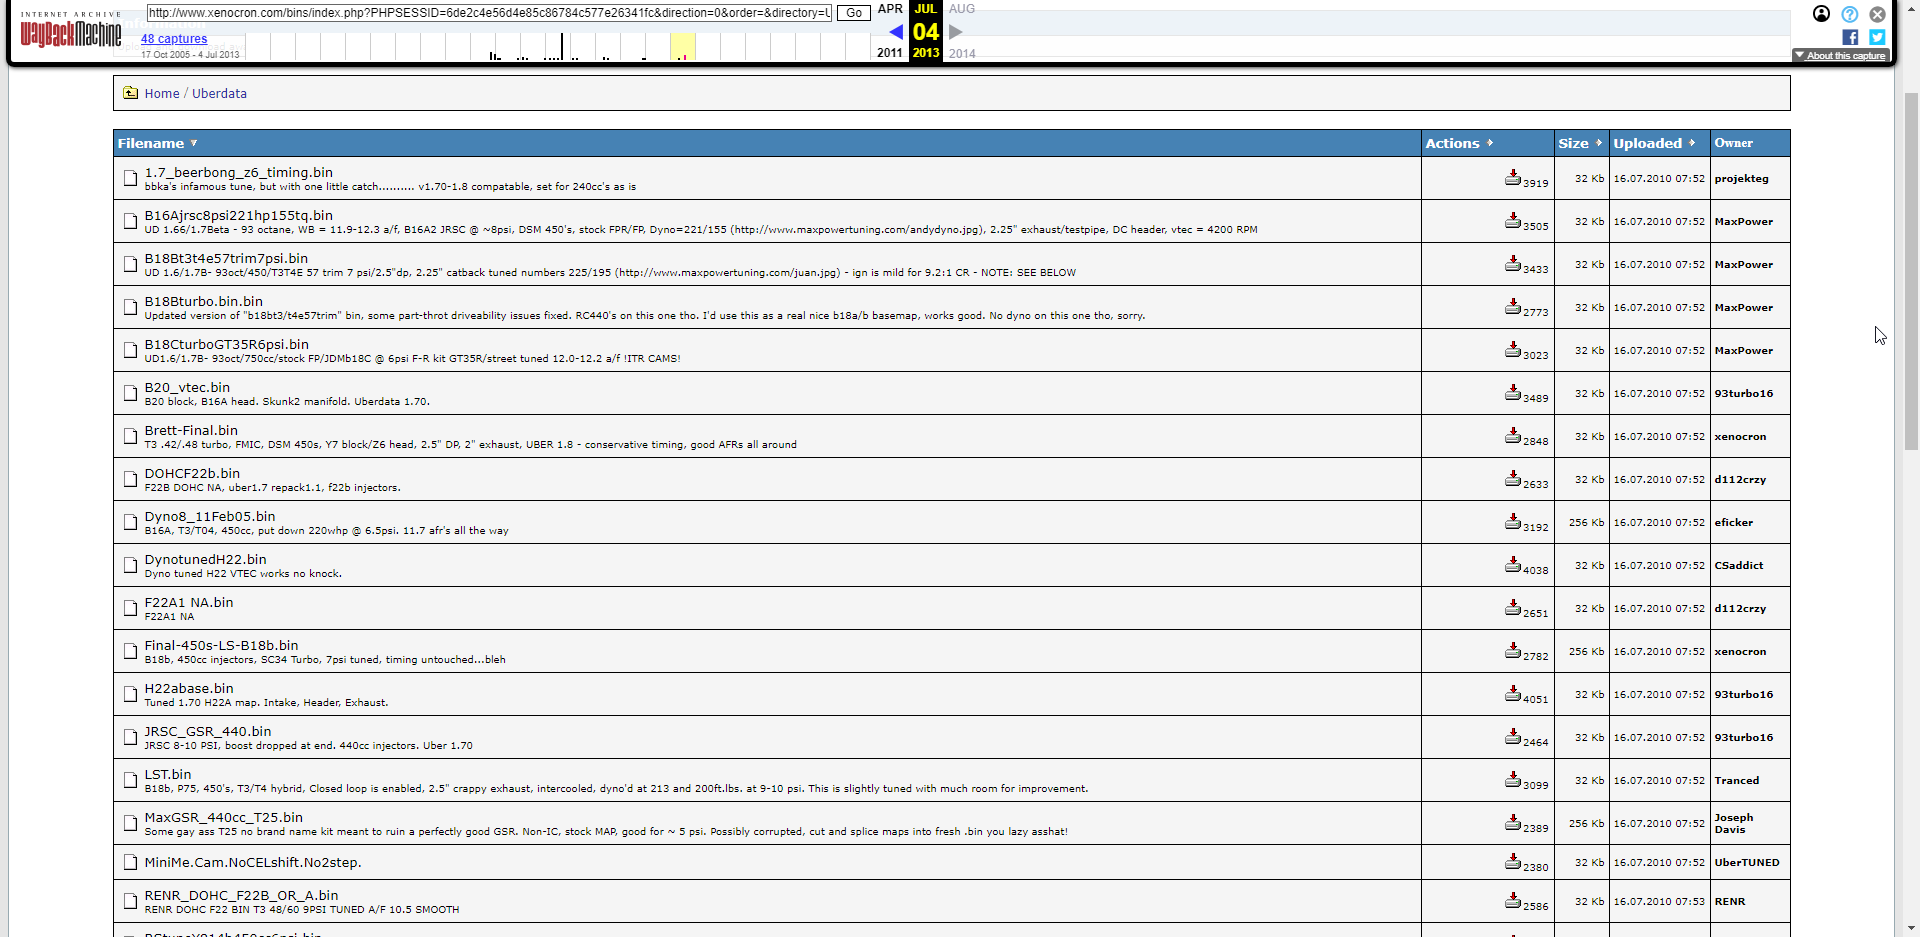 INTERNET ARCHIVE
WayBackMachine
http://www.xenocron.com/bins/index.php?PHPSESSID=6de2c4e56d4e85c86784c577e26341fc&direction=0&order=&directory=U
Go
APR JUL AUG
48 captures
04
17 Oct 2005 - 4 Jul 2013
2011 2013 2014
About this capture
Home / Uberdata
Filename Actions Size Uploaded Owner
1.7_beerbong_z6_timing.bin
bbka's infamous tune, but with one little catch.......... v1.70-1.8 compatable, set for 240cc's as is
3919 32 Kb 16.07.2010 07:52 projekteg
B16Ajrsc8psi221hp155tq.bin
UD 1.66/1.7Beta - 93 octane, WB = 11.9-12.3 a/f, B16A2 JRSC @ ~8psi, DSM 450's, stock FPR/FP, Dyno=221/155 (http://www.maxpowertuning.com/andydyno.jpg), 2.25" exhaust/testpipe, DC header, vtec = 4200 RPM
3505 32 Kb 16.07.2010 07:52 MaxPower
B18Bt3t4e57trim7psi.bin
UD 1.6/1.7B- 93oct/450/T3T4E 57 trim 7 psi/2.5"dp, 2.25" catback tuned numbers 225/195 (http://www.maxpowertuning.com/juan.jpg) - ign is mild for 9.2:1 CR - NOTE: SEE BELOW
3433 32 Kb 16.07.2010 07:52 MaxPower
B18Bturbo.bin.bin
Updated version of "b18bt3/t4e57trim" bin, some part-throt driveability issues fixed. RC440's on this one tho. I'd use this as a real nice b18a/b basemap, works good. No dyno on this one tho, sorry.
2773 32 Kb 16.07.2010 07:52 MaxPower
B18CturboGT35R6psi.bin
UD1.6/1.7B- 93oct/750cc/stock FP/JDMb18C @ 6psi F-R kit GT35R/street tuned 12.0-12.2 a/f !ITR CAMS!
3023 32 Kb 16.07.2010 07:52 MaxPower
B20_vtec.bin
B20 block, B16A head. Skunk2 manifold. Uberdata 1.70.
3489 32 Kb 16.07.2010 07:52 93turbo16
Brett-Final.bin
T3 .42/.48 turbo, FMIC, DSM 450s, Y7 block/Z6 head, 2.5" DP, 2" exhaust, UBER 1.8 - conservative timing, good AFRs all around
2848 32 Kb 16.07.2010 07:52 xenocron
DOHCF22b.bin
F22B DOHC NA, uber1.7 repack1.1, f22b injectors.
2633 32 Kb 16.07.2010 07:52 d112crzy
Dyno8_11Feb05.bin
B16A, T3/T04, 450cc, put down 220whp @ 6.5psi. 11.7 afr's all the way
3192 256 Kb 16.07.2010 07:52 eficker
DynotunedH22.bin
Dyno tuned H22 VTEC works no knock.
4038 32 Kb 16.07.2010 07:52 CSaddict
F22A1 NA.bin
F22A1 NA
2651 32 Kb 16.07.2010 07:52 d112crzy
Final-450s-LS-B18b.bin
B18b, 450cc injectors, SC34 Turbo, 7psi tuned, timing untouched...bleh
2782 256 Kb 16.07.2010 07:52 xenocron
H22abase.bin
Tuned 1.70 H22A map. Intake, Header, Exhaust.
4051 32 Kb 16.07.2010 07:52 93turbo16
JRSC_GSR_440.bin
JRSC 8-10 PSI, boost dropped at end. 440cc injectors. Uber 1.70
2464 32 Kb 16.07.2010 07:52 93turbo16
LST.bin
B18b, P75, 450's, T3/T4 hybrid, Closed loop is enabled, 2.5" crappy exhaust, intercooled, dyno'd at 213 and 200ft.lbs. at 9-10 psi. This is slightly tuned with much room for improvement.
3099 32 Kb 16.07.2010 07:52 Tranced
MaxGSR_440cc_T25.bin
Some gay ass T25 no brand name kit meant to ruin a perfectly good GSR. Non-IC, stock MAP, good for ~ 5 psi. Possibly corrupted, cut and splice maps into fresh .bin you lazy asshat!
2389 256 Kb 16.07.2010 07:52 Joseph Davis
MiniMe.Cam.NoCELshift.No2step.
2380 32 Kb 16.07.2010 07:52 UberTUNED
RENR_DOHC_F22B_OR_A.bin
RENR DOHC F22 BIN T3 48/60 9PSI TUNED A/F 10.5 SMOOTH
2586 32 Kb 16.07.2010 07:53 RENR